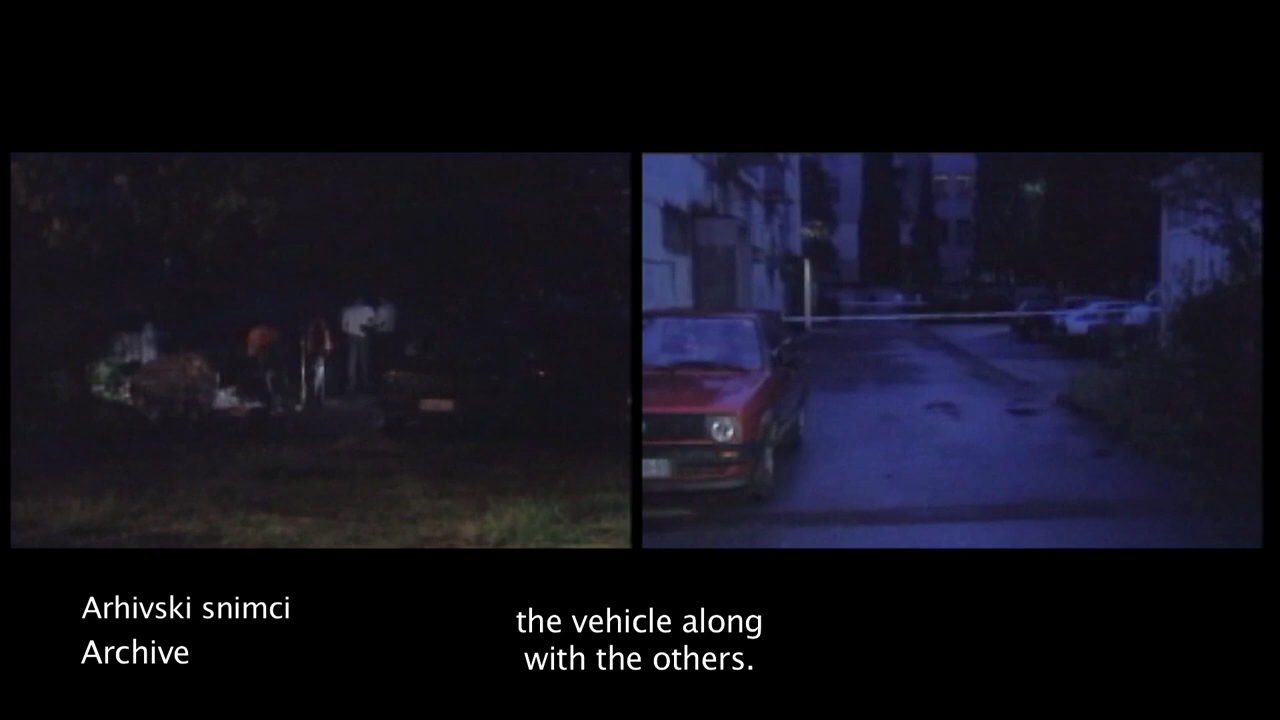 Arhivski snimci
Archive
the vehicle along
with the others.